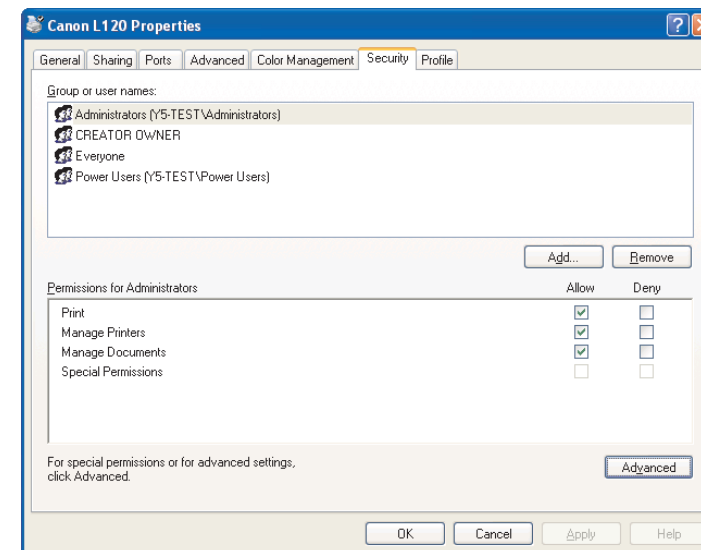 Canon L120 Properties
?
General Sharing Ports Advanced Color Management Security Profile
Group or user names:
Administrators (Y5-TEST\Administrators)
CREATOR OWNER
Everyone
Power Users (Y5-TEST\Power Users)
Add... Remove
Permissions for Administrators Allow Deny
Print
Manage Printers
Manage Documents
Special Permissions
For special permissions or for advanced settings,
click Advanced.
Advanced
OK Cancel Apply Help